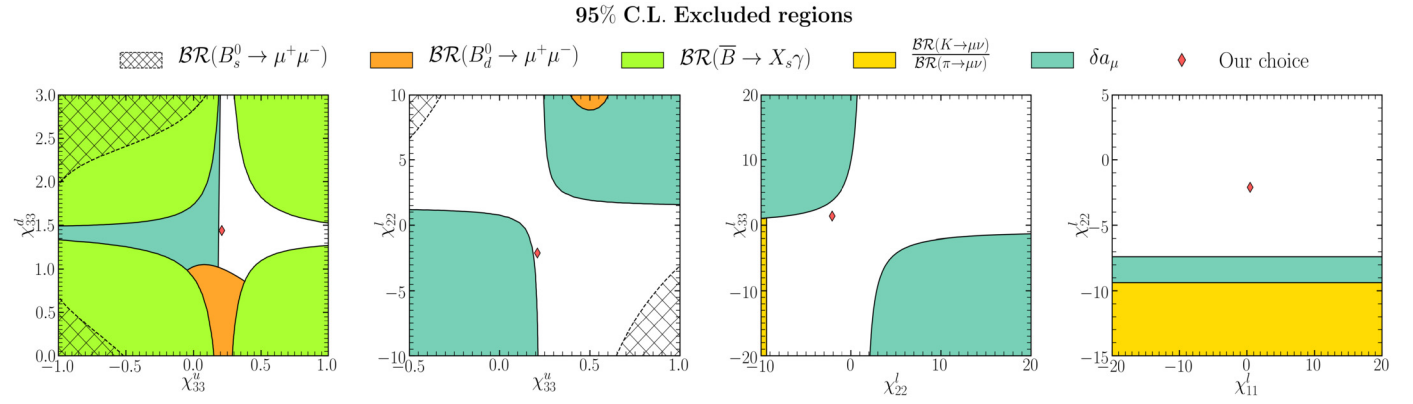 95% C.L. Excluded regions
BR(B⁰ₛ → μ⁺μ⁻) BR(B⁰_d → μ⁺μ⁻) BR(B̅ → Xₛγ) BR(K→μν)/BR(π→μν) δa_μ Our choice
3.0 2.5 2.0 1.5 1.0 0.5 0.0
χ^d_33
−1.0 −0.5 0.0 0.5 1.0
χ^u_33
10 5 0 −5 −10
χ^l_22
−0.5 0.0 0.5 1.0
χ^u_33
20 10 0 −10 −20
χ^l_33
−10 0 10 20
χ^l_22
5 0 −5 −10 −15
χ^l_22
−20 −10 0 10 20
χ^l_11